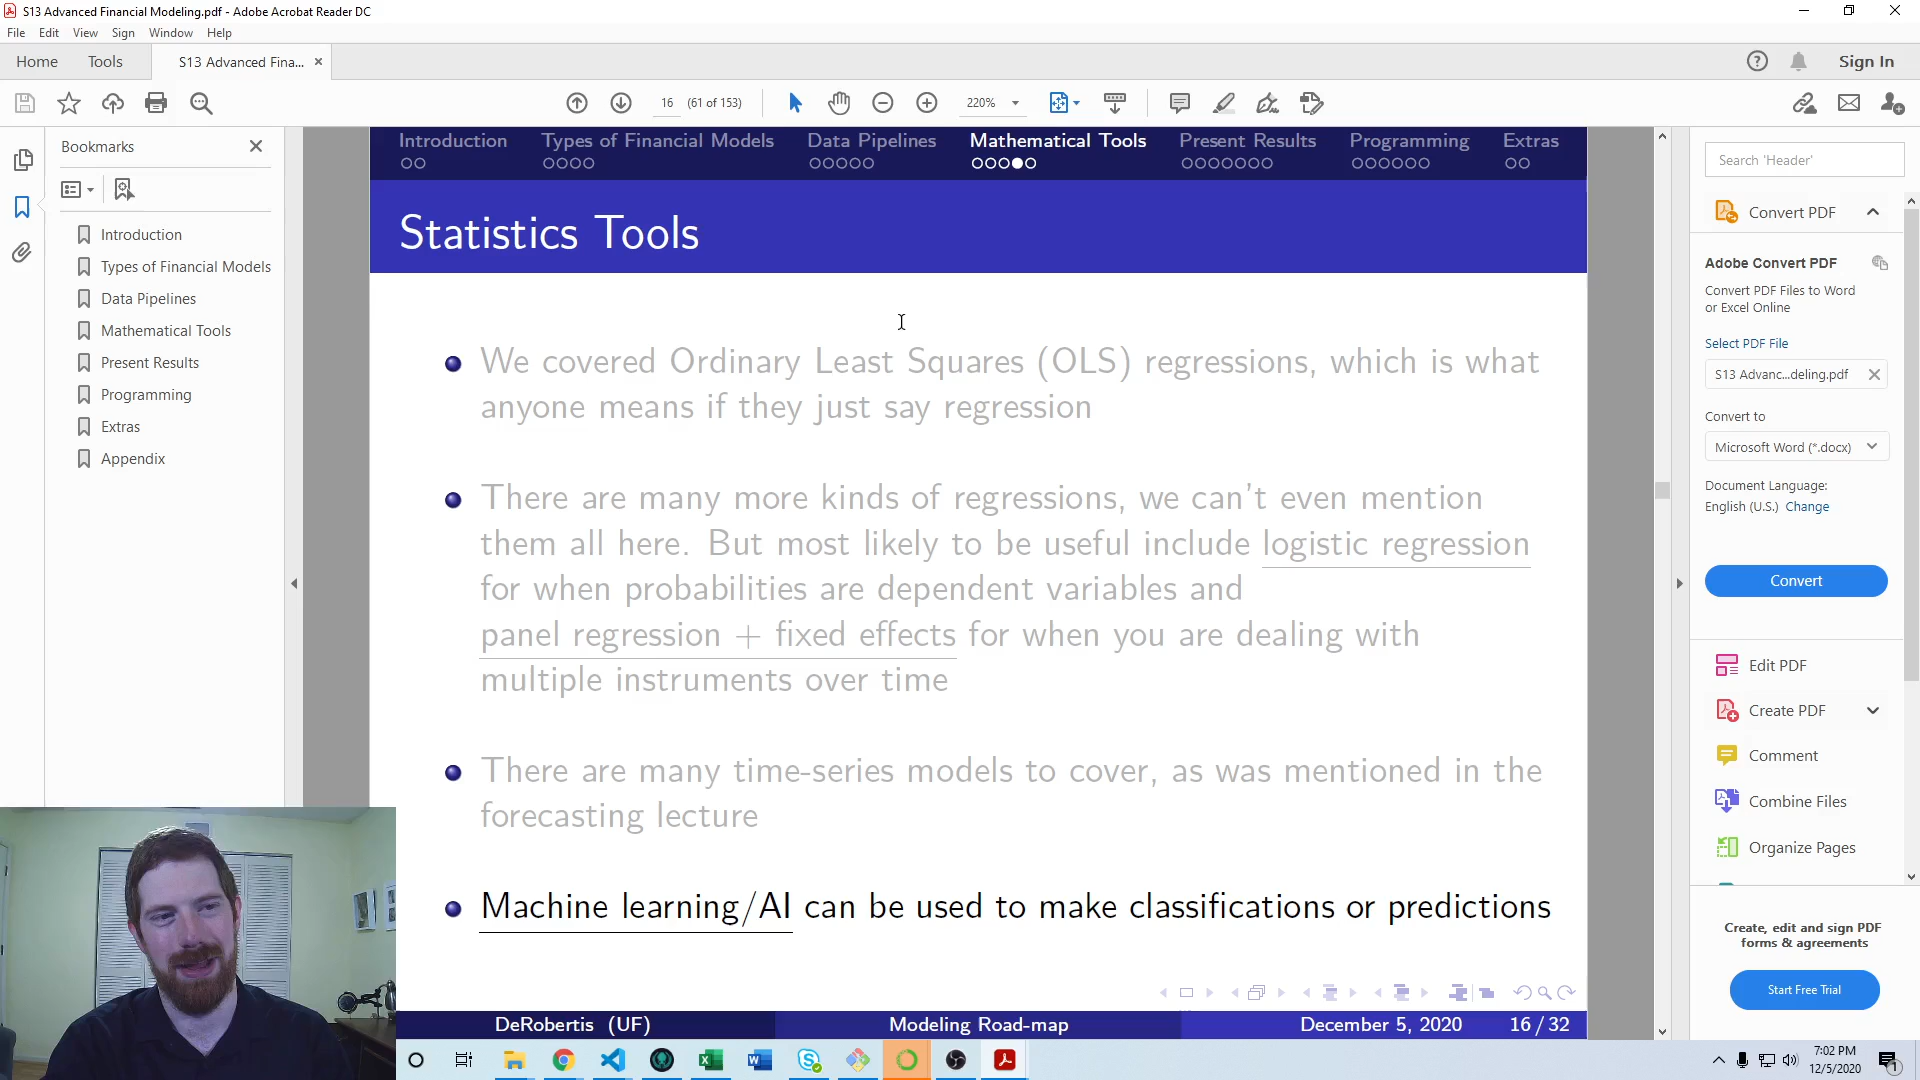 S13 Advanced Financial Modeling.pdf - Adobe Acrobat Reader DC
File Edit View Sign Window Help
Home Tools S13 Advanced Fina... Sign In
16 (61 of 153) 220%
Bookmarks
Introduction
Types of Financial Models
Data Pipelines
Mathematical Tools
Present Results
Programming
Extras
Appendix
Introduction Types of Financial Models Data Pipelines Mathematical Tools Present Results Programming Extras
Statistics Tools
We covered Ordinary Least Squares (OLS) regressions, which is what
anyone means if they just say regression
There are many more kinds of regressions, we can't even mention
them all here. But most likely to be useful include logistic regression
for when probabilities are dependent variables and
panel regression + fixed effects for when you are dealing with
multiple instruments over time
There are many time-series models to cover, as was mentioned in the
forecasting lecture
Machine learning/AI can be used to make classifications or predictions
DeRobertis (UF) Modeling Road-map December 5, 2020 16 / 32
Search 'Header'
Convert PDF
Adobe Convert PDF
Convert PDF Files to Word
or Excel Online
Select PDF File
S13 Advanc...deling.pdf
Convert to
Microsoft Word (*.docx)
Document Language:
English (U.S.) Change
Convert
Edit PDF
Create PDF
Comment
Combine Files
Organize Pages
Create, edit and sign PDF
forms & agreements
Start Free Trial
7:02 PM
12/5/2020
1